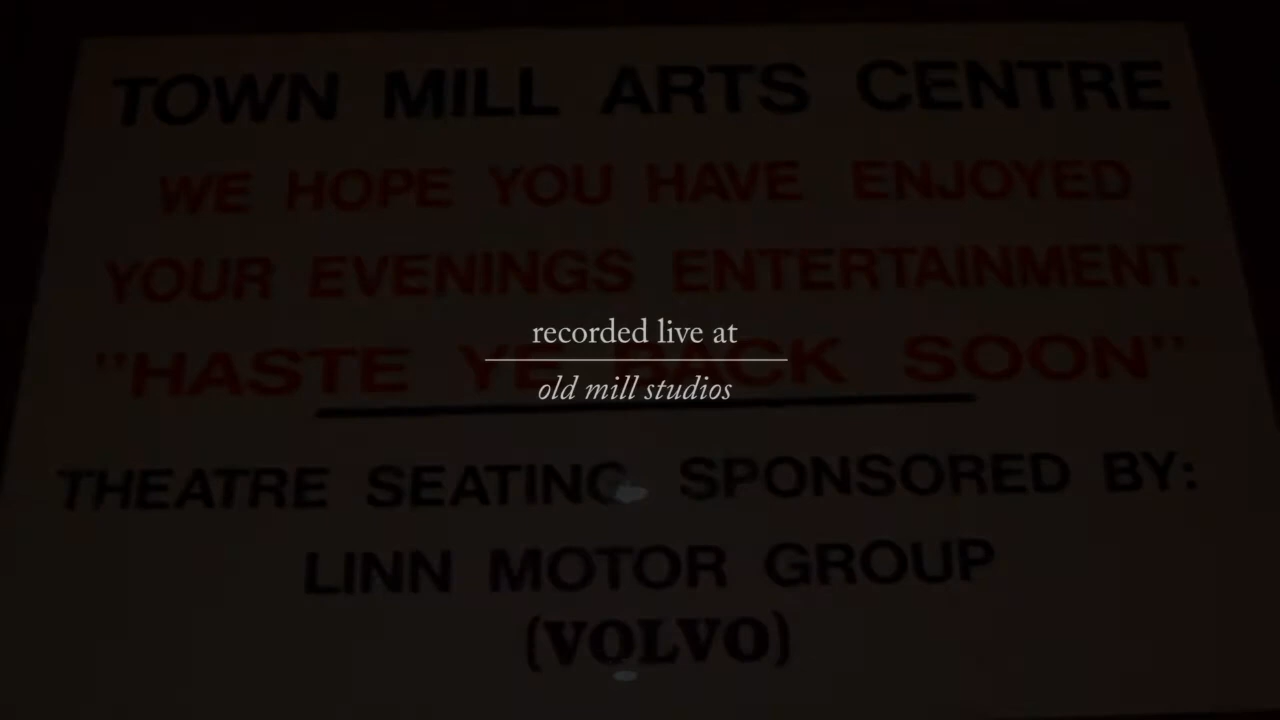 TOWN MILL ARTS CENTRE
WE HOPE YOU HAVE ENJOYED
YOUR EVENINGS ENTERTAINMENT.
recorded live at
"HASTE YE BACK SOON"
old mill studios
THEATRE SEATING SPONSORED BY:
LINN MOTOR GROUP
(VOLVO)